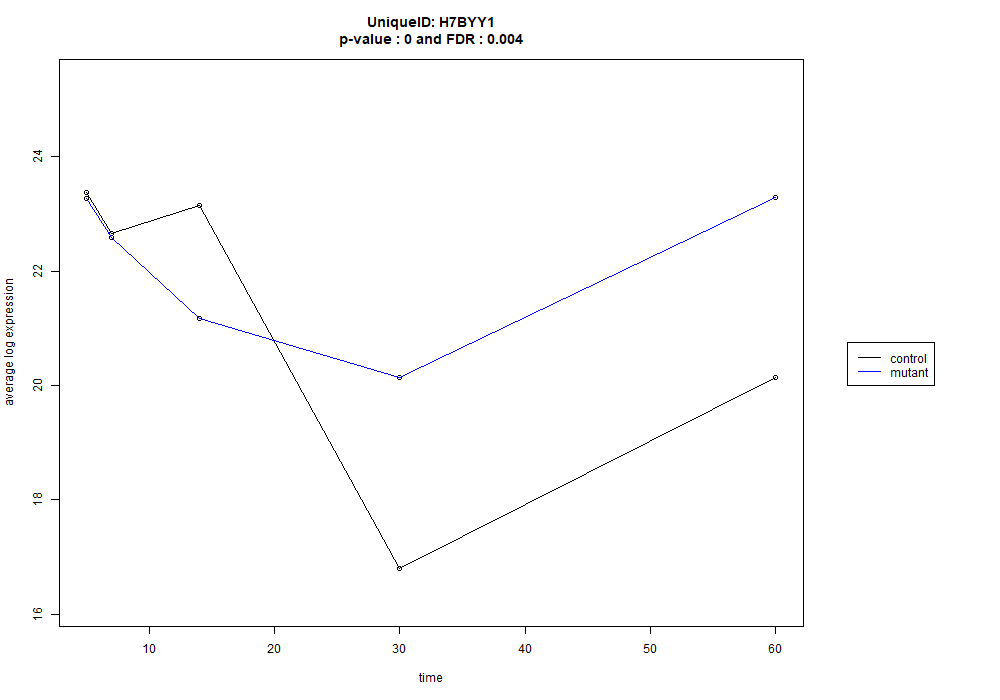 UniqueID: H7BYY1
p-value : 0 and FDR : 0.004
average log expression
24
22
20
18
16
10 20 30 40 50 60
time
control
mutant